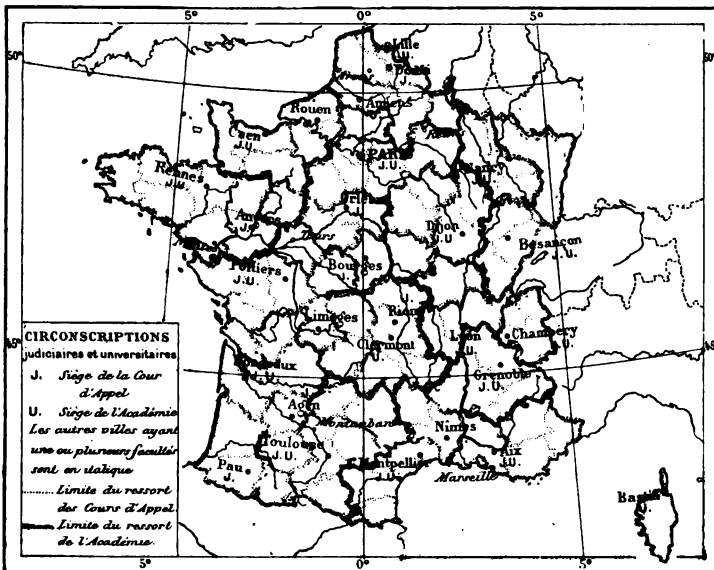 5°
0°
5°
50°
50°
Lille
U.
Douai
J.
Amiens
Rouen
J.
Caen
J.U.
PARIS
J.U.
Nancy
Rennes
J.U.
Tours
Dijon
J.U
Besançon
J.U.
Poitiers
J.U.
Bourges
J.
Limoges
J.
Riom
Clermont
U.
Lyon
J.U.
Chambéry
J.U.
45°
45
Grenoble
J.U.
Agen
J.
Montauban
Toulouse
J.U.
Nîmes
J.
Aix
J.U.
Pau
J.
Montpellier
J.U.
Marseille
Bastia
J.
CIRCONSCRIPTIONS
judiciaires et universitaires
J. Siège de la Cour
d'Appel
U. Siège de l'Académie
Les autres villes ayant
une ou plusieurs facultés
sont en italique
Limite du ressort
des Cours d'Appel
Limite du ressort
de l'Académie.
5°
0°
5°